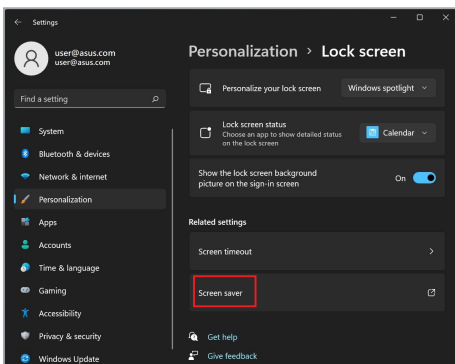 Settings
user@asus.com
user@asus.com
Find a setting
System
Bluetooth & devices
Network & internet
Personalization
Apps
Accounts
Time & language
Gaming
Accessibility
Privacy & security
Windows Update
Personalization > Lock screen
Personalize your lock screen
Windows spotlight
Lock screen status
Choose an app to show detailed status
on the lock screen
Calendar
Show the lock screen background
picture on the sign-in screen
On
Related settings
Screen timeout
Screen saver
Get help
Give feedback